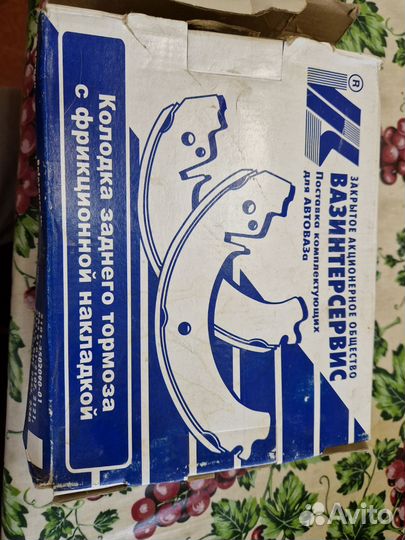 ®
ЗАКРЫТОЕ АКЦИОНЕРНОЕ ОБЩЕСТВО
ВАЗИНТЕРСЕРВИС
Поставка комплектующих
для АВТОВАЗа
Колодка заднего тормоза
с фрикционной накладкой
Avito